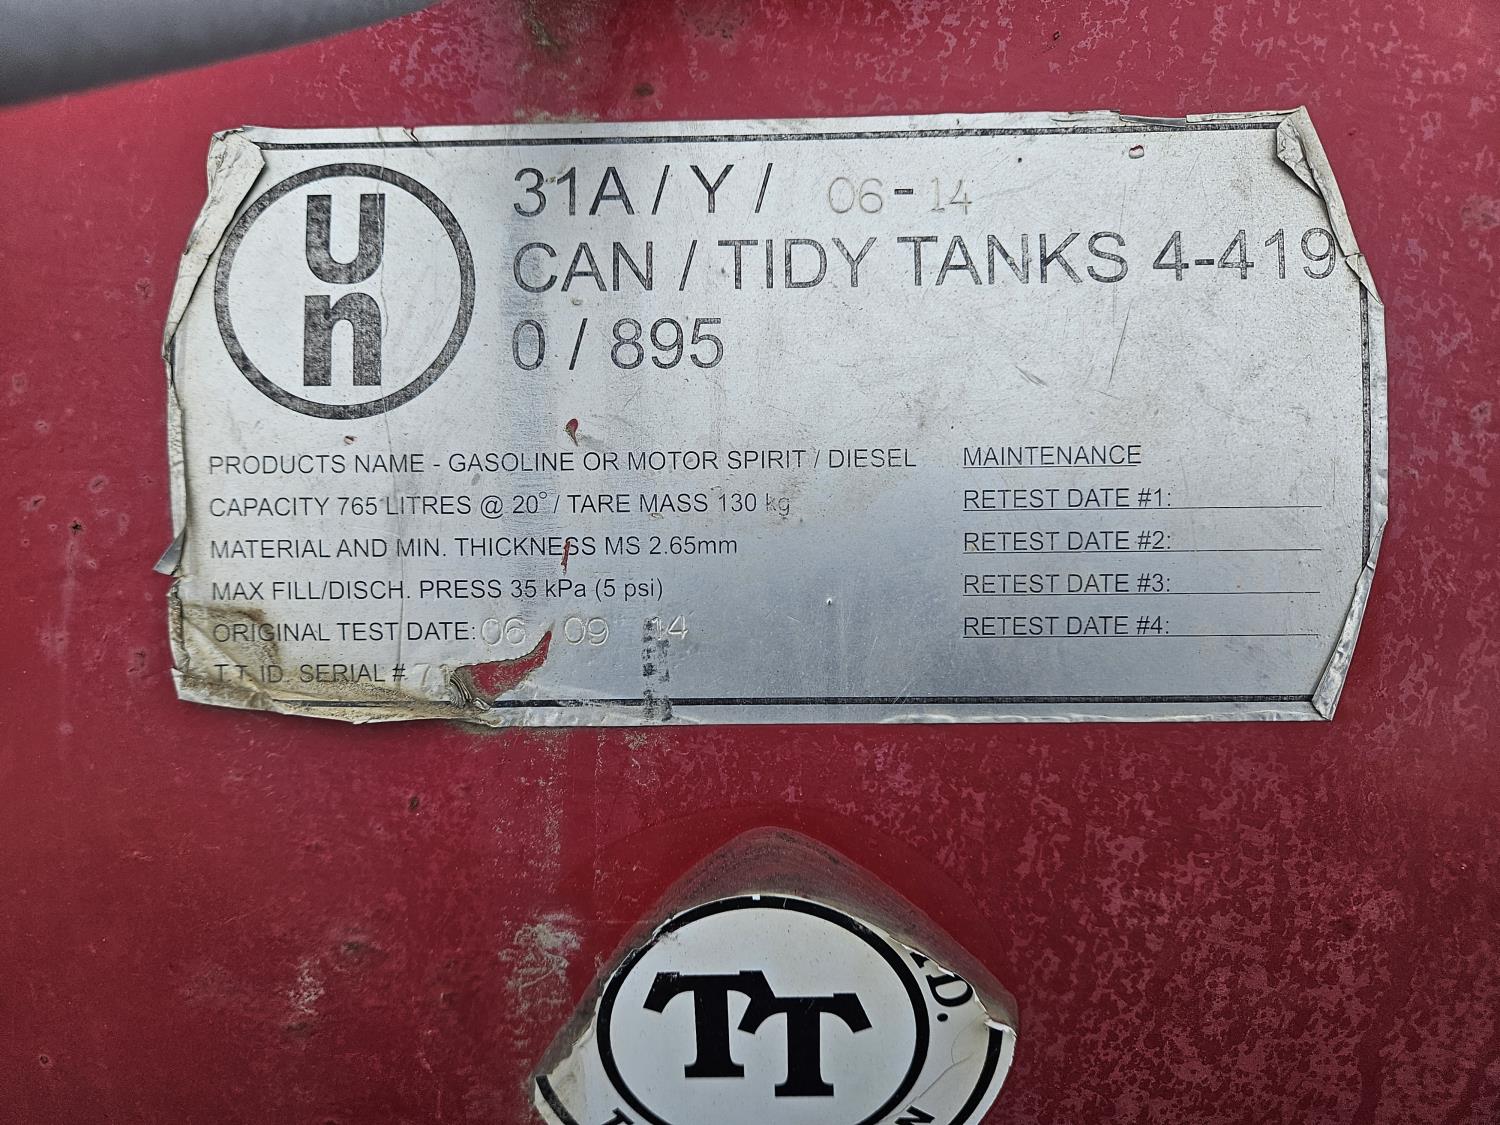 un
31A / Y / 06-14
CAN / TIDY TANKS 4-419
0 / 895
PRODUCTS NAME - GASOLINE OR MOTOR SPIRIT / DIESEL
CAPACITY 765 LITRES @ 20° / TARE MASS 130 kg
MATERIAL AND MIN. THICKNESS MS 2.65mm
MAX FILL/DISCH. PRESS 35 kPa (5 psi)
ORIGINAL TEST DATE: 06 / 09 14
T.T. ID. SERIAL # 71
MAINTENANCE
RETEST DATE #1:
RETEST DATE #2:
RETEST DATE #3:
RETEST DATE #4:
TT